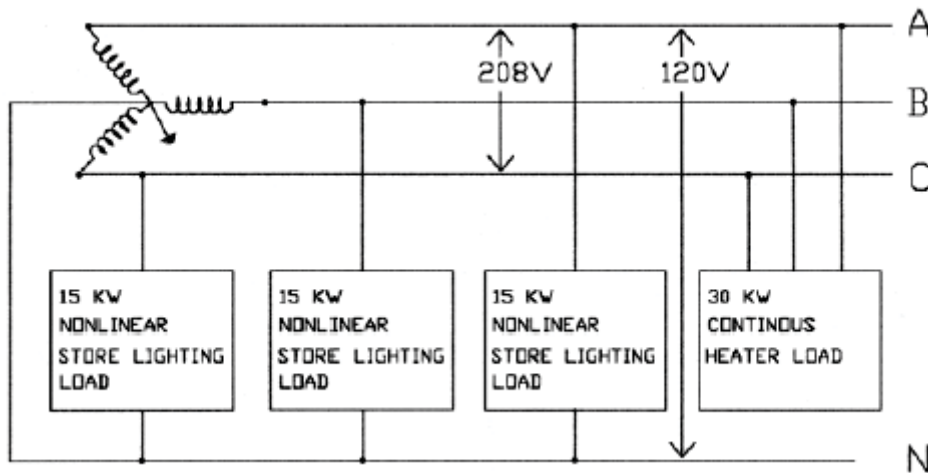 A
208V
120V
B
C
15 KW
NONLINEAR
STORE LIGHTING
LOAD
15 KW
NONLINEAR
STORE LIGHTING
LOAD
15 KW
NONLINEAR
STORE LIGHTING
LOAD
30 KW
CONTINOUS
HEATER LOAD
N